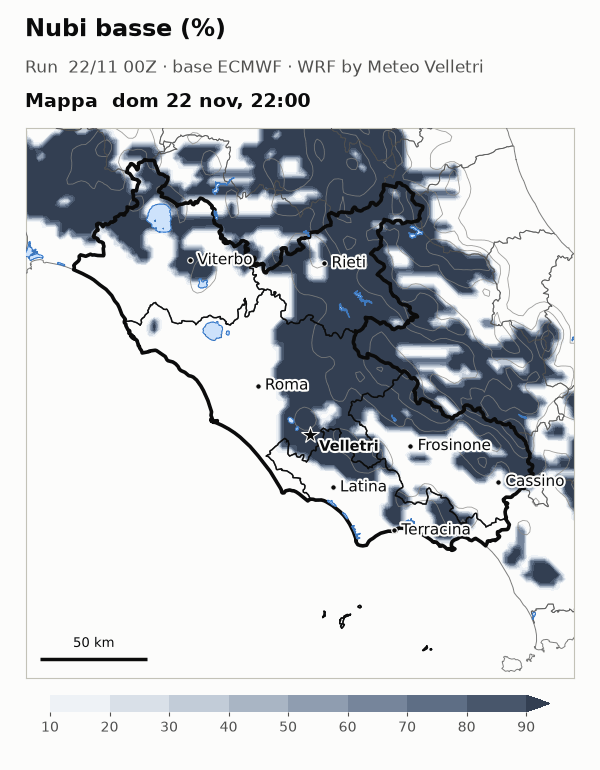 Nubi basse (%)
Run 22/11 00Z · base ECMWF · WRF by Meteo Velletri
Mappa dom 22 nov, 22:00
Viterbo
Rieti
Roma
Velletri
Frosinone
Cassino
Latina
Terracina
50 km
10 20 30 40 50 60 70 80 90